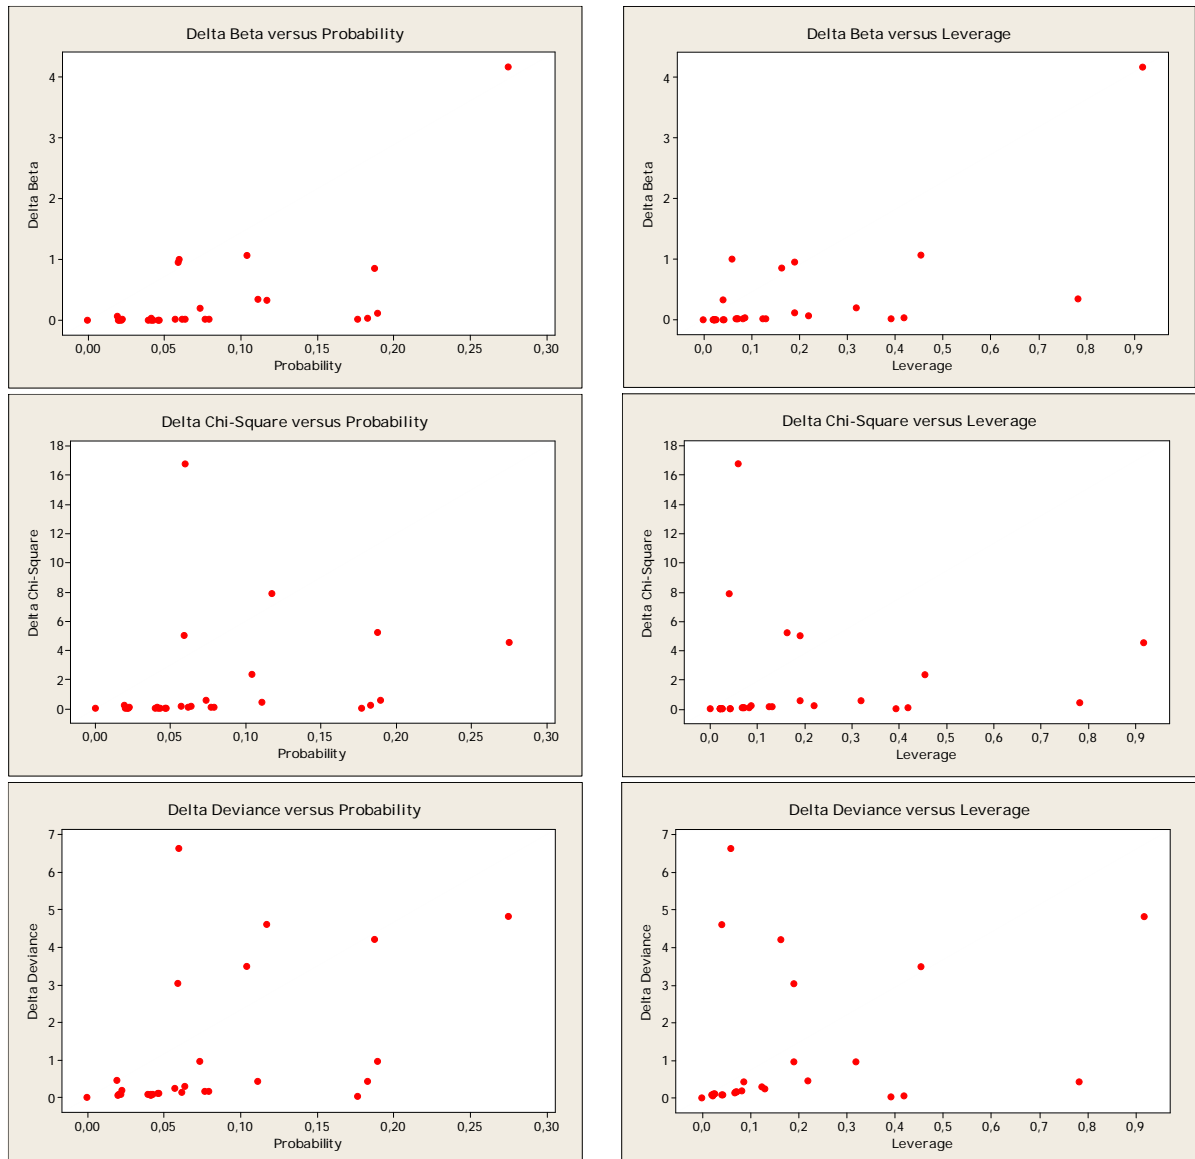 Delta Beta versus Probability
4
3
2
1
0
Delta Beta
0,00 0,05 0,10 0,15 0,20 0,25 0,30
Probability
Delta Beta versus Leverage
4
3
2
1
0
Delta Beta
0,0 0,1 0,2 0,3 0,4 0,5 0,6 0,7 0,8 0,9
Leverage
Delta Chi-Square versus Probability
18
16
14
12
10
8
6
4
2
0
Delta Chi-Square
0,00 0,05 0,10 0,15 0,20 0,25 0,30
Probability
Delta Chi-Square versus Leverage
18
16
14
12
10
8
6
4
2
0
Delta Chi-Square
0,0 0,1 0,2 0,3 0,4 0,5 0,6 0,7 0,8 0,9
Leverage
Delta Deviance versus Probability
7
6
5
4
3
2
1
0
Delta Deviance
0,00 0,05 0,10 0,15 0,20 0,25 0,30
Probability
Delta Deviance versus Leverage
7
6
5
4
3
2
1
0
Delta Deviance
0,0 0,1 0,2 0,3 0,4 0,5 0,6 0,7 0,8 0,9
Leverage